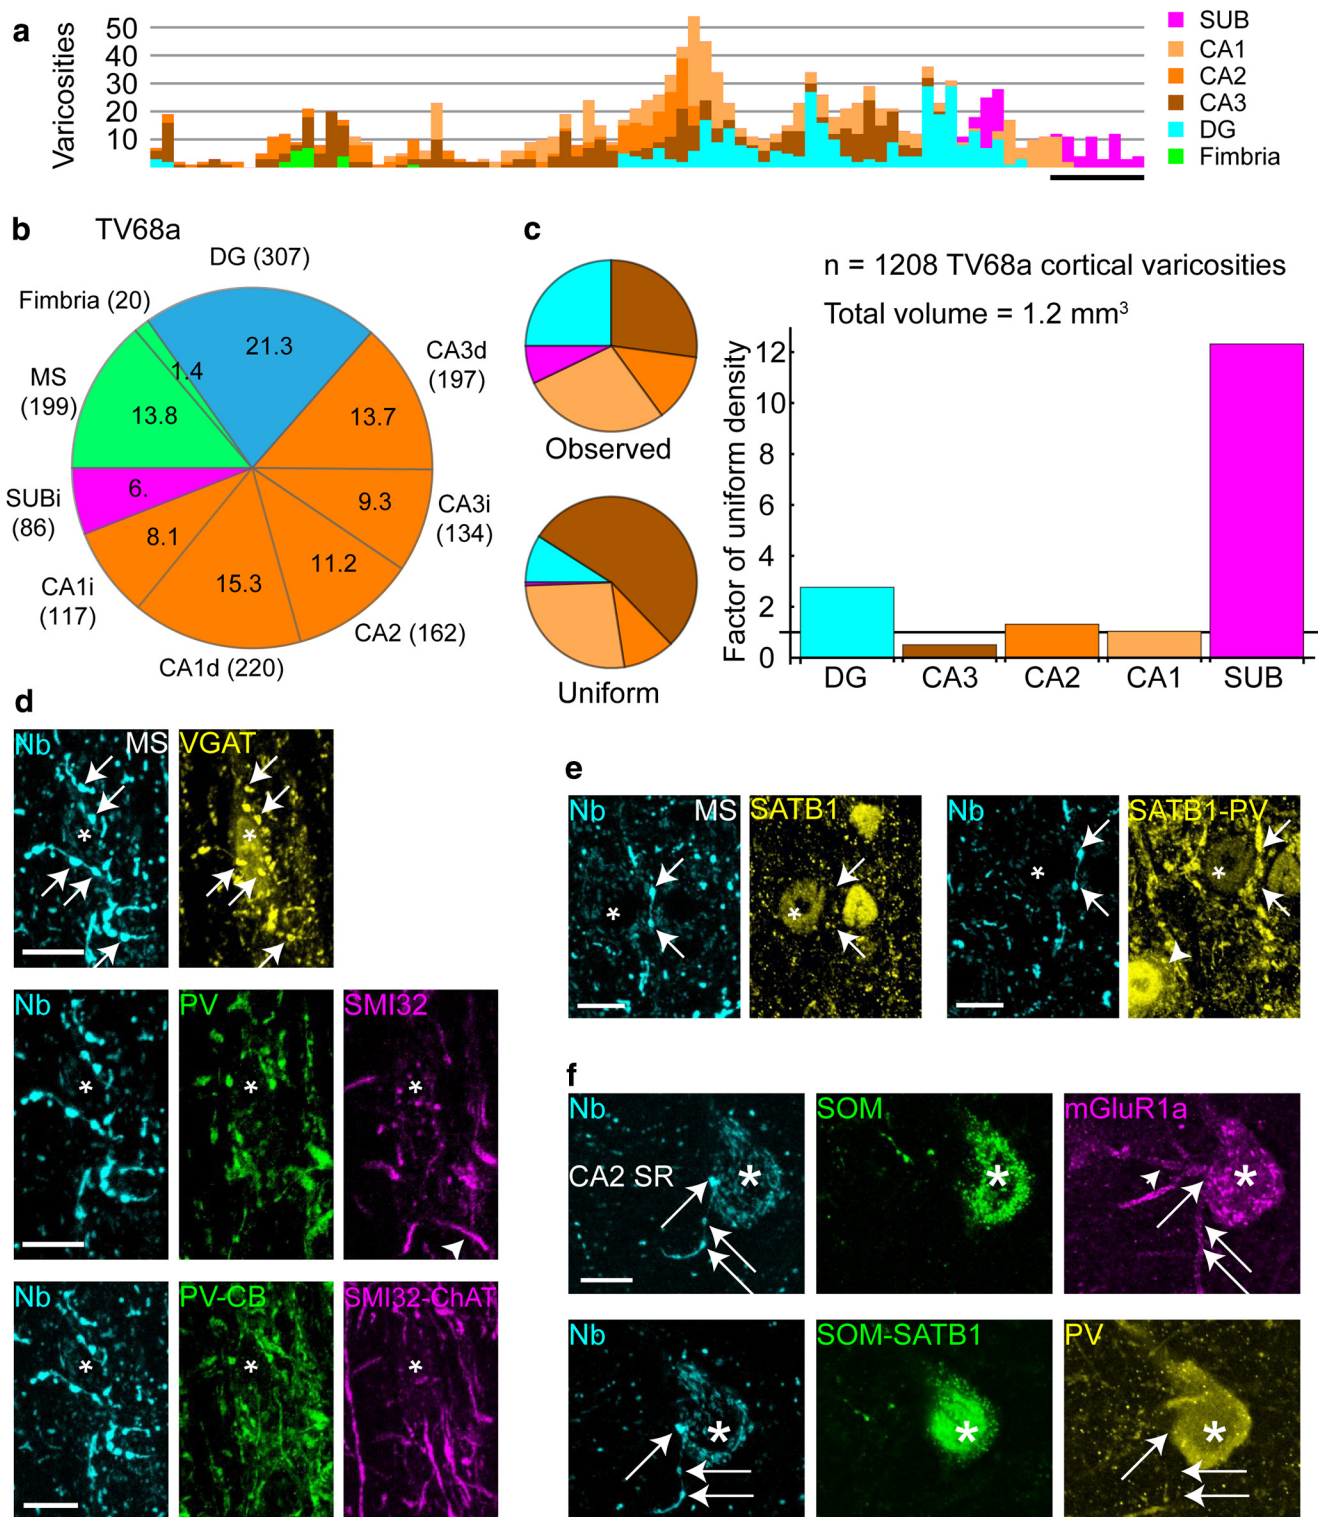 a
Varicosities
50
40
30
20
10
SUB
CA1
CA2
CA3
DG
Fimbria
b
TV68a
DG (307)
Fimbria (20)
MS
(199)
SUBi
(86)
CA1i
(117)
CA1d (220)
CA2 (162)
CA3i
(134)
CA3d
(197)
21.3
1.4
13.8
13.7
6.
9.3
8.1
11.2
15.3
c
Observed
Uniform
n = 1208 TV68a cortical varicosities
Total volume = 1.2 mm³
Factor of uniform density
12
10
8
6
4
2
0
DG
CA3
CA2
CA1
SUB
d
Nb
MS
VGAT
*
*
Nb
PV
SMI32
*
*
*
Nb
PV-CB
SMI32-ChAT
*
*
*
e
Nb
MS
SATB1
Nb
SATB1-PV
*
*
*
*
f
Nb
SOM
mGluR1a
CA2 SR
*
*
*
Nb
SOM-SATB1
PV
*
*
*